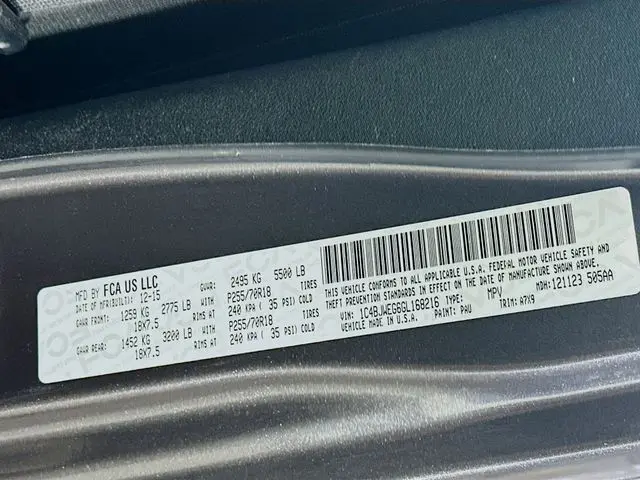 MFD BY FCA US LLC
DATE OF MFR(BUILT): 12-15 GVWR: 2495 KG 5500 LB
GAWR FRONT: 1259 KG 2775 LB WITH P255/70R18 TIRES
18X7.5 240 KPA ( 35 PSI) COLD
GAWR REAR: 1452 KG 3200 LB WITH P255/70R18 TIRES
18X7.5 240 KPA ( 35 PSI) COLD
THIS VEHICLE CONFORMS TO ALL APPLICABLE U.S.A. FEDERAL MOTOR VEHICLE SAFETY, BUMPER AND
THEFT PREVENTION STANDARDS IN EFFECT ON THE DATE OF MANUFACTURE SHOWN ABOVE.
VIN: 1C4BJWEG6GL168216 TYPE: MPV MDH: 121123 505AA
VEHICLE MADE IN U.S.A. PAINT: PAU TRIM: A7X9